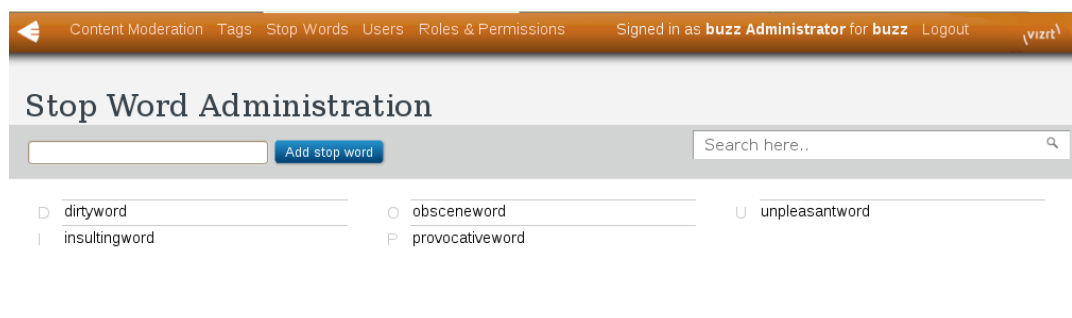 Content Moderation Tags Stop Words Users Roles & Permissions Signed in as buzz Administrator for buzz Logout vizrt
Stop Word Administration
Add stop word Search here..
D dirtyword O obsceneword U unpleasantword
I insultingword P provocativeword